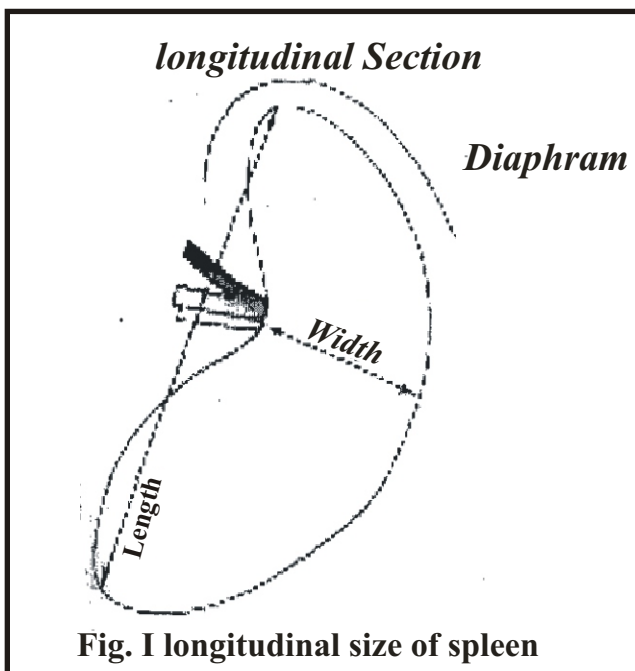 longitudinal Section
Diaphram
Width
Length
Fig. I longitudinal size of spleen